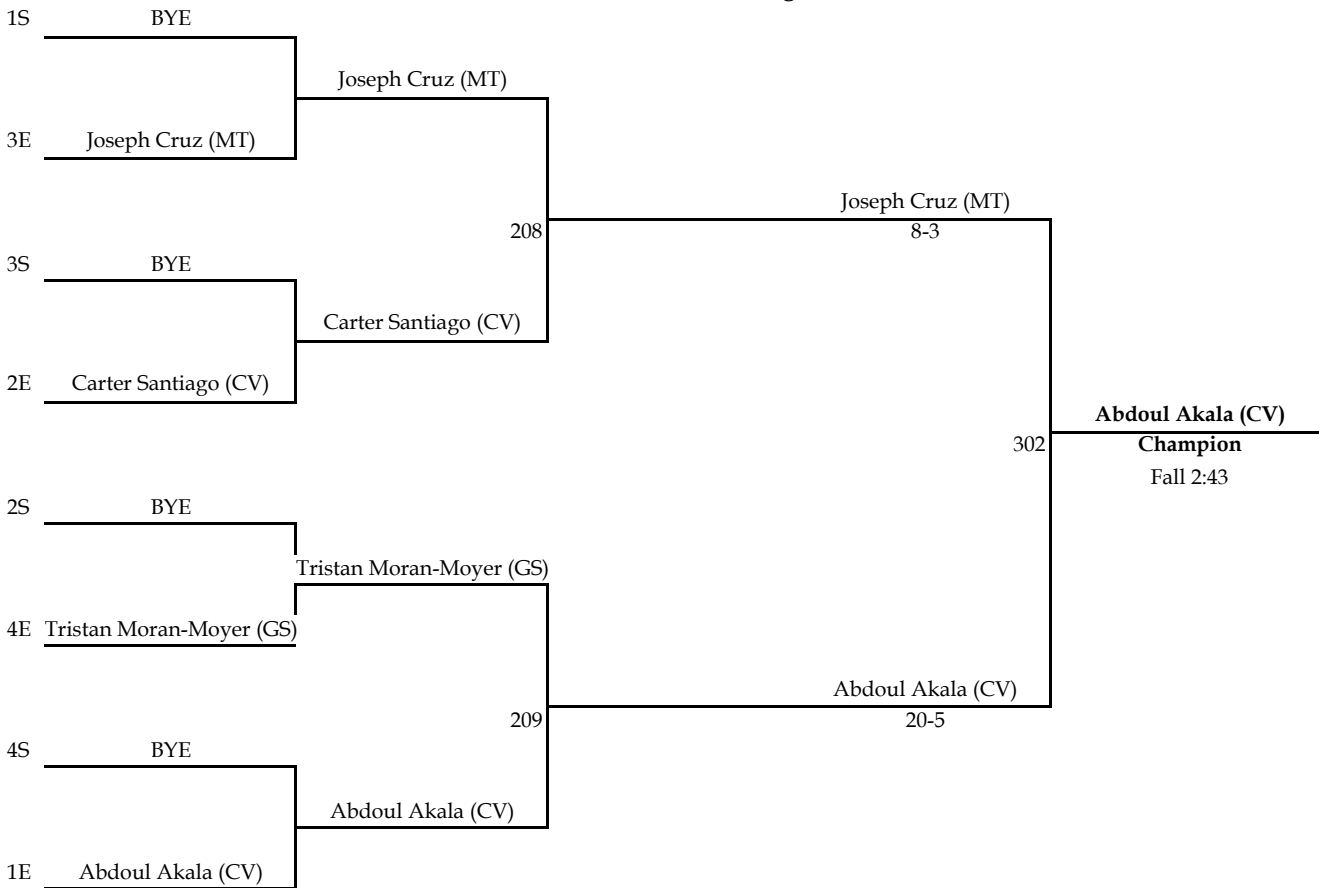 1S BYE
Joseph Cruz (MT)
3E Joseph Cruz (MT)
Joseph Cruz (MT)
208 8-3
3S BYE
Carter Santiago (CV)
2E Carter Santiago (CV)
Abdoul Akala (CV)
302 Champion
Fall 2:43
2S BYE
Tristan Moran-Moyer (GS)
4E Tristan Moran-Moyer (GS)
Abdoul Akala (CV)
209 20-5
4S BYE
Abdoul Akala (CV)
1E Abdoul Akala (CV)